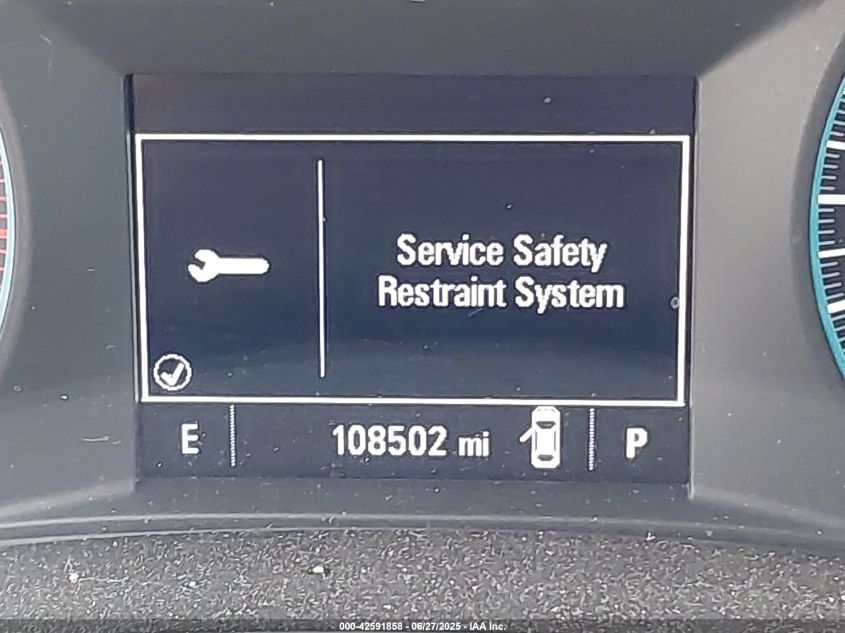 Service Safety
Restraint System
E
108502 mi
P
000-42591858 - 06/27/2025 - IAA Inc.